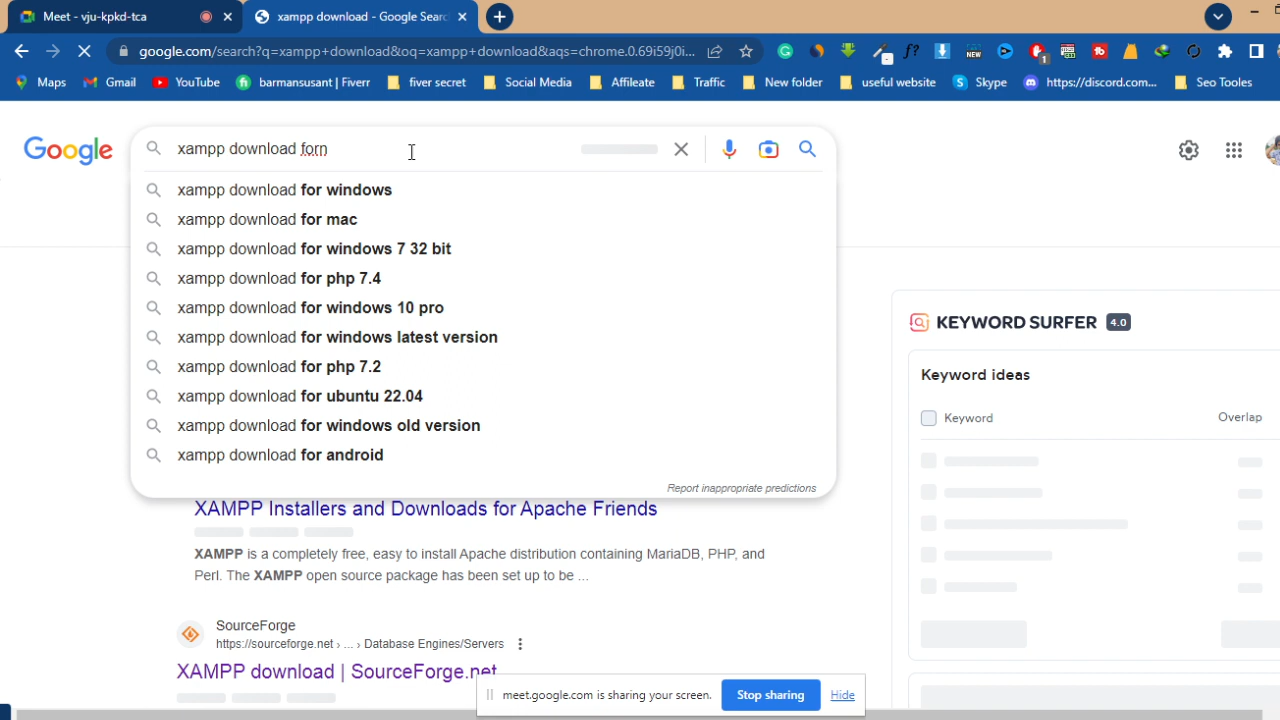 Meet - vju-kpkd-tca
xampp download - Google Sear
google.com/search?q=xampp+download&oq=xampp+download&aqs=chrome.0.69i59j0i...
Maps Gmail YouTube barmansusant | Fiverr fiver secret Social Media Affileate Traffic New folder useful website Skype https://discord.com... Seo Tooles
Google
xampp download forn
xampp download for windows
xampp download for mac
xampp download for windows 7 32 bit
xampp download for php 7.4
xampp download for windows 10 pro
xampp download for windows latest version
xampp download for php 7.2
xampp download for ubuntu 22.04
xampp download for windows old version
xampp download for android
Report inappropriate predictions
XAMPP Installers and Downloads for Apache Friends
XAMPP is a completely free, easy to install Apache distribution containing MariaDB, PHP, and
Perl. The XAMPP open source package has been set up to be ...
SourceForge
https://sourceforge.net › ... › Database Engines/Servers
XAMPP download | SourceForge.net
KEYWORD SURFER 4.0
Keyword ideas
Keyword Overlap
meet.google.com is sharing your screen. Stop sharing Hide